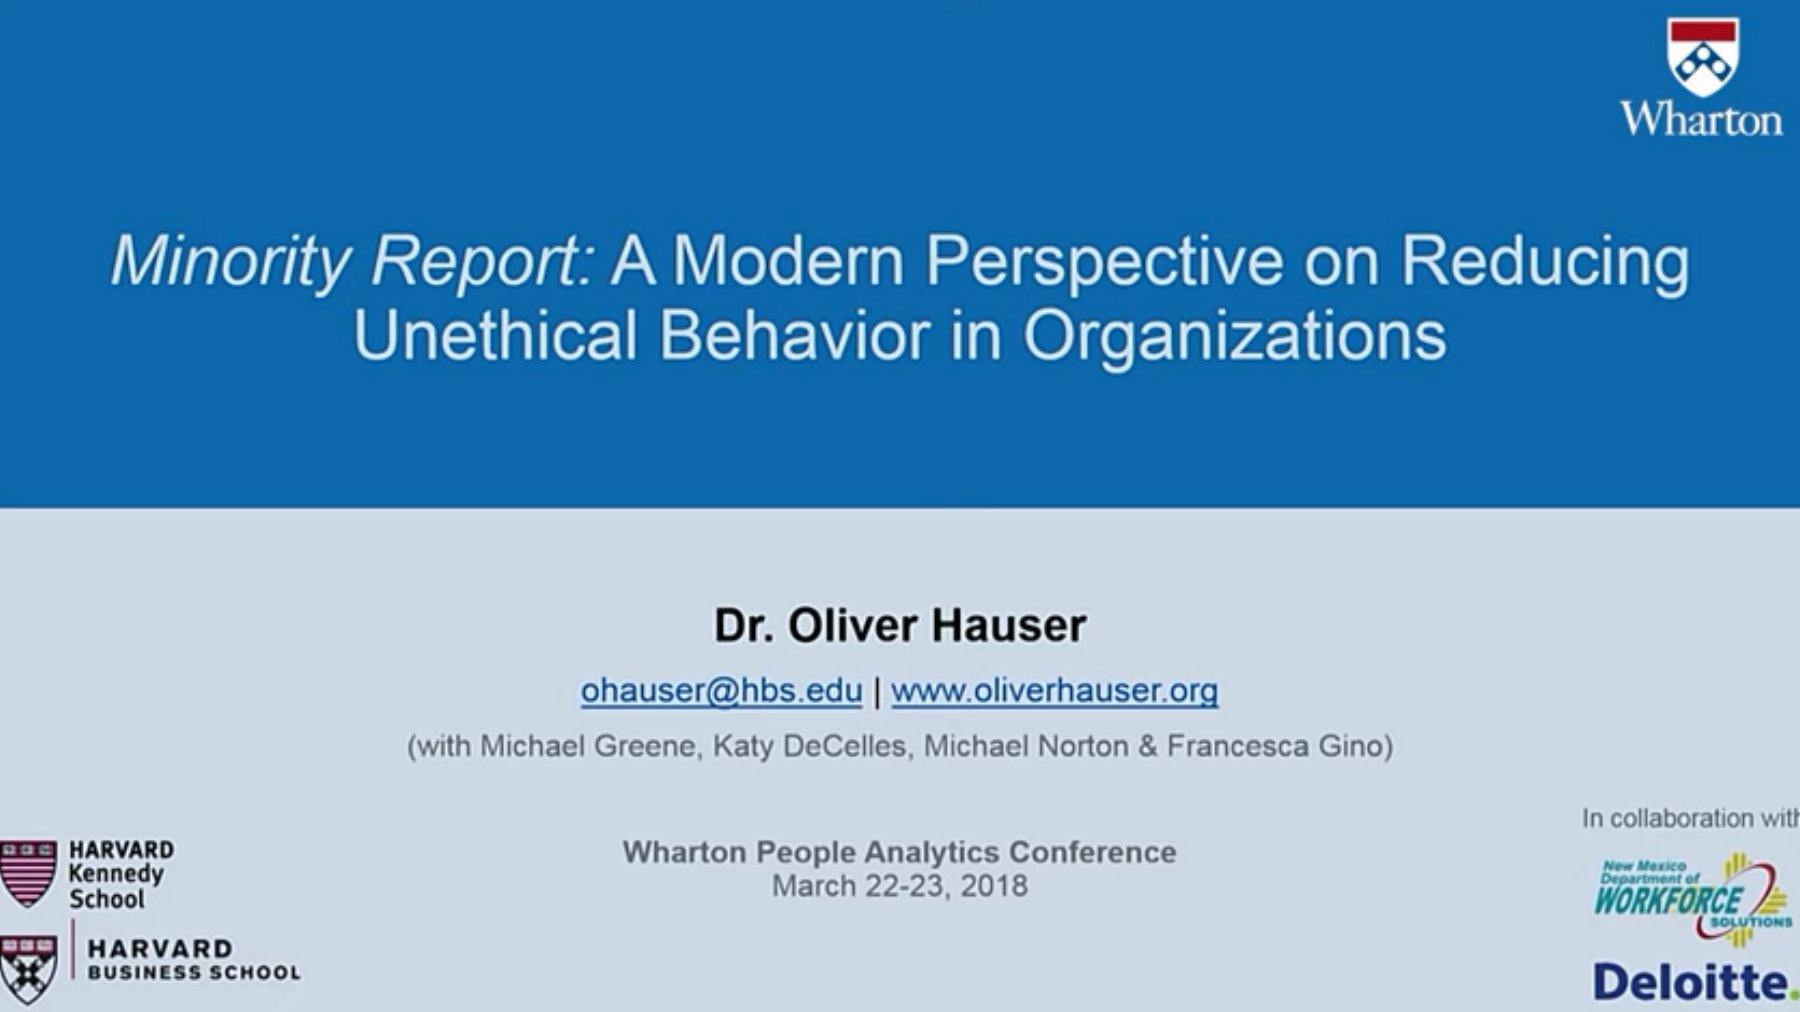 Wharton
Minority Report: A Modern Perspective on Reducing
Unethical Behavior in Organizations
Dr. Oliver Hauser
ohauser@hbs.edu | www.oliverhauser.org
(with Michael Greene, Katy DeCelles, Michael Norton & Francesca Gino)
Wharton People Analytics Conference
March 22-23, 2018
HARVARD
Kennedy
School
HARVARD
BUSINESS SCHOOL
In collaboration with
New Mexico
Department of
WORKFORCE
SOLUTIONS
Deloitte.